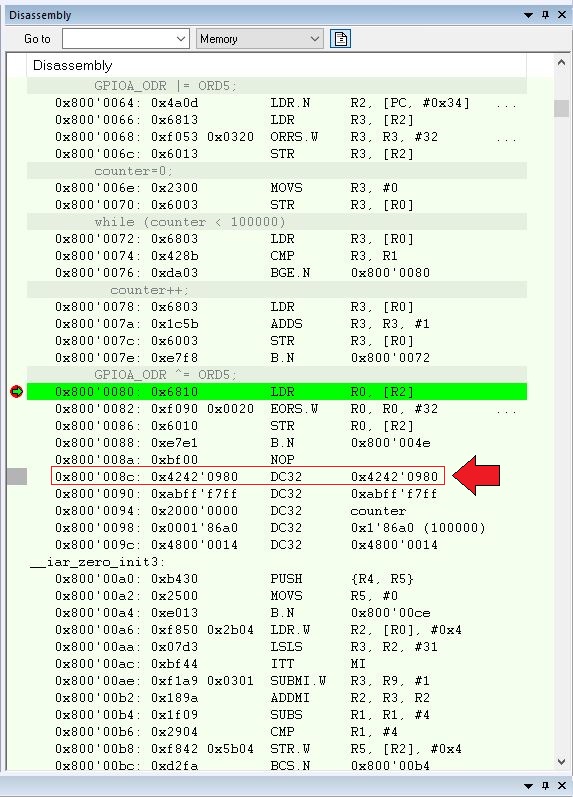 Disassembly
Go to Memory
Disassembly
GPIOA_ODR |= ORD5;
0x800'0064: 0x4a0d LDR.N R2, [PC, #0x34] ...
0x800'0066: 0x6813 LDR R3, [R2]
0x800'0068: 0xf053 0x0320 ORRS.W R3, R3, #32 ...
0x800'006c: 0x6013 STR R3, [R2]
counter=0;
0x800'006e: 0x2300 MOVS R3, #0
0x800'0070: 0x6003 STR R3, [R0]
while (counter < 100000)
0x800'0072: 0x6803 LDR R3, [R0]
0x800'0074: 0x428b CMP R3, R1
0x800'0076: 0xda03 BGE.N 0x800'0080
counter++;
0x800'0078: 0x6803 LDR R3, [R0]
0x800'007a: 0x1c5b ADDS R3, R3, #1
0x800'007c: 0x6003 STR R3, [R0]
0x800'007e: 0xe7f8 B.N 0x800'0072
GPIOA_ODR ^= ORD5;
0x800'0080: 0x6810 LDR R0, [R2]
0x800'0082: 0xf090 0x0020 EORS.W R0, R0, #32 ...
0x800'0086: 0x6010 STR R0, [R2]
0x800'0088: 0xe7e1 B.N 0x800'004e
0x800'008a: 0xbf00 NOP
0x800'008c: 0x4242'0980 DC32 0x4242'0980
0x800'0090: 0xabff'f7ff DC32 0xabff'f7ff
0x800'0094: 0x2000'0000 DC32 counter
0x800'0098: 0x0001'86a0 DC32 0x1'86a0 (100000)
0x800'009c: 0x4800'0014 DC32 0x4800'0014
__iar_zero_init3:
0x800'00a0: 0xb430 PUSH {R4, R5}
0x800'00a2: 0x2500 MOVS R5, #0
0x800'00a4: 0xe013 B.N 0x800'00ce
0x800'00a6: 0xf850 0x2b04 LDR.W R2, [R0], #0x4
0x800'00aa: 0x07d3 LSLS R3, R2, #31
0x800'00ac: 0xbf44 ITT MI
0x800'00ae: 0xf1a9 0x0301 SUBMI.W R3, R9, #1
0x800'00b2: 0x189a ADDMI R2, R3, R2
0x800'00b4: 0x1f09 SUBS R1, R1, #4
0x800'00b6: 0x2904 CMP R1, #4
0x800'00b8: 0xf842 0x5b04 STR.W R5, [R2], #0x4
0x800'00bc: 0xd2fa BCS.N 0x800'00b4